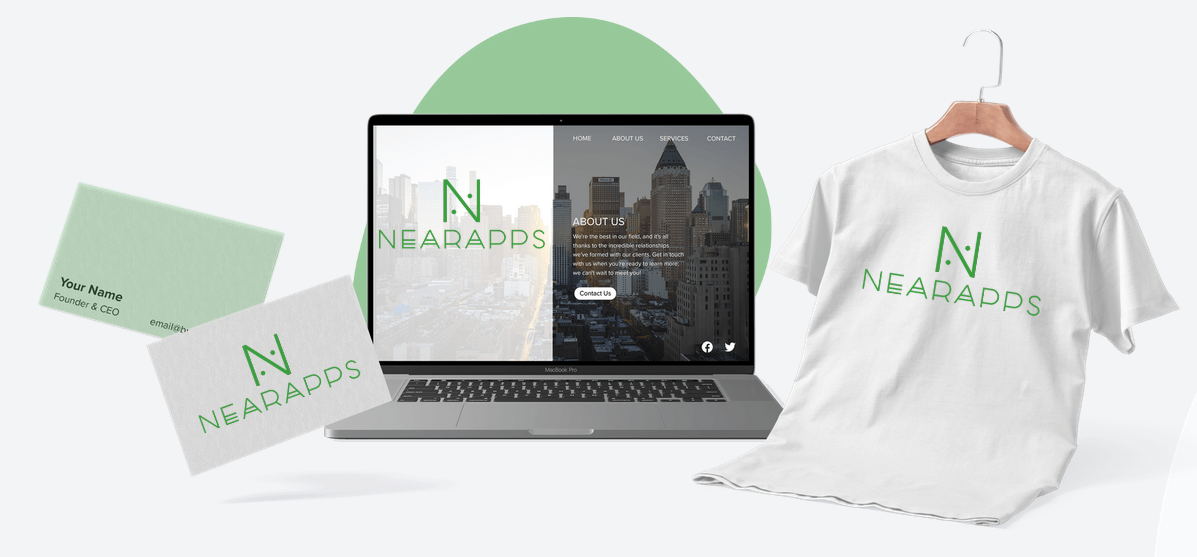 Your Name
Founder & CEO
email@b
NEARAPPS
HOME ABOUT US SERVICES CONTACT
NEARAPPS
ABOUT US
We're the best in our field, and it's all
thanks to the incredible relationships
we've formed with our clients. Get in touch
with us when you're ready to learn more;
we can't wait to meet you!
Contact Us
MacBook Pro
NEARAPPS